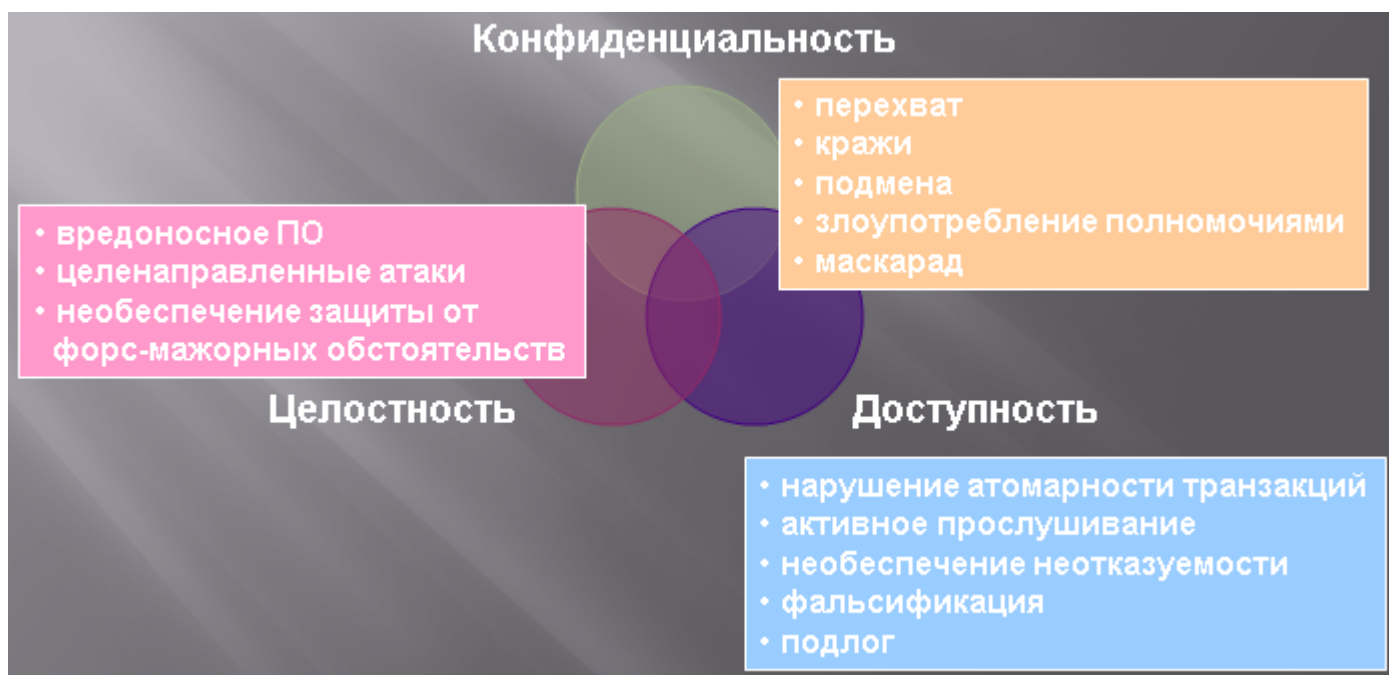 Конфиденциальность
• перехват
• кражи
• подмена
• злоупотребление полномочиями
• маскарад
• вредоносное ПО
• целенаправленные атаки
• необеспечение защиты от
форс-мажорных обстоятельств
Целостность
Доступность
• нарушение атомарности транзакций
• активное прослушивание
• необеспечение неотказуемости
• фальсификация
• подлог